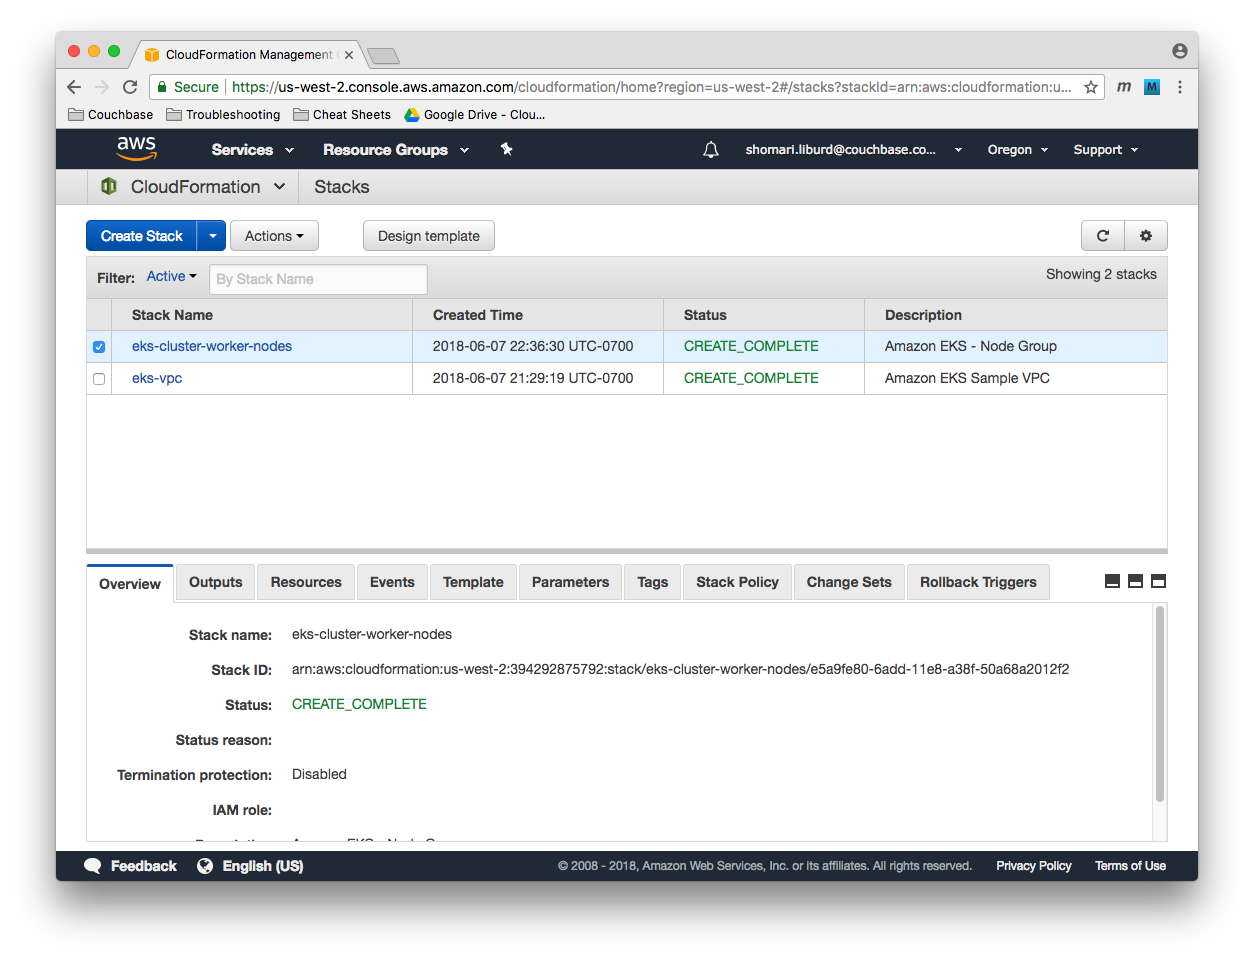 CloudFormation Management
Secure https://us-west-2.console.aws.amazon.com/cloudformation/home?region=us-west-2#/stacks?stackId=arn:aws:cloudformation:u...
m M
Couchbase Troubleshooting Cheat Sheets Google Drive - Clou...
aws Services Resource Groups shomari.liburd@couchbase.co... Oregon Support
CloudFormation Stacks
Create Stack Actions Design template
Filter: Active By Stack Name Showing 2 stacks
Stack Name Created Time Status Description
eks-cluster-worker-nodes 2018-06-07 22:36:30 UTC-0700 CREATE_COMPLETE Amazon EKS - Node Group
eks-vpc 2018-06-07 21:29:19 UTC-0700 CREATE_COMPLETE Amazon EKS Sample VPC
Overview Outputs Resources Events Template Parameters Tags Stack Policy Change Sets Rollback Triggers
Stack name: eks-cluster-worker-nodes
Stack ID: arn:aws:cloudformation:us-west-2:394292875792:stack/eks-cluster-worker-nodes/e5a9fe80-6add-11e8-a38f-50a68a2012f2
Status: CREATE_COMPLETE
Status reason:
Termination protection: Disabled
IAM role:
Feedback English (US) © 2008 - 2018, Amazon Web Services, Inc. or its affiliates. All rights reserved. Privacy Policy Terms of Use